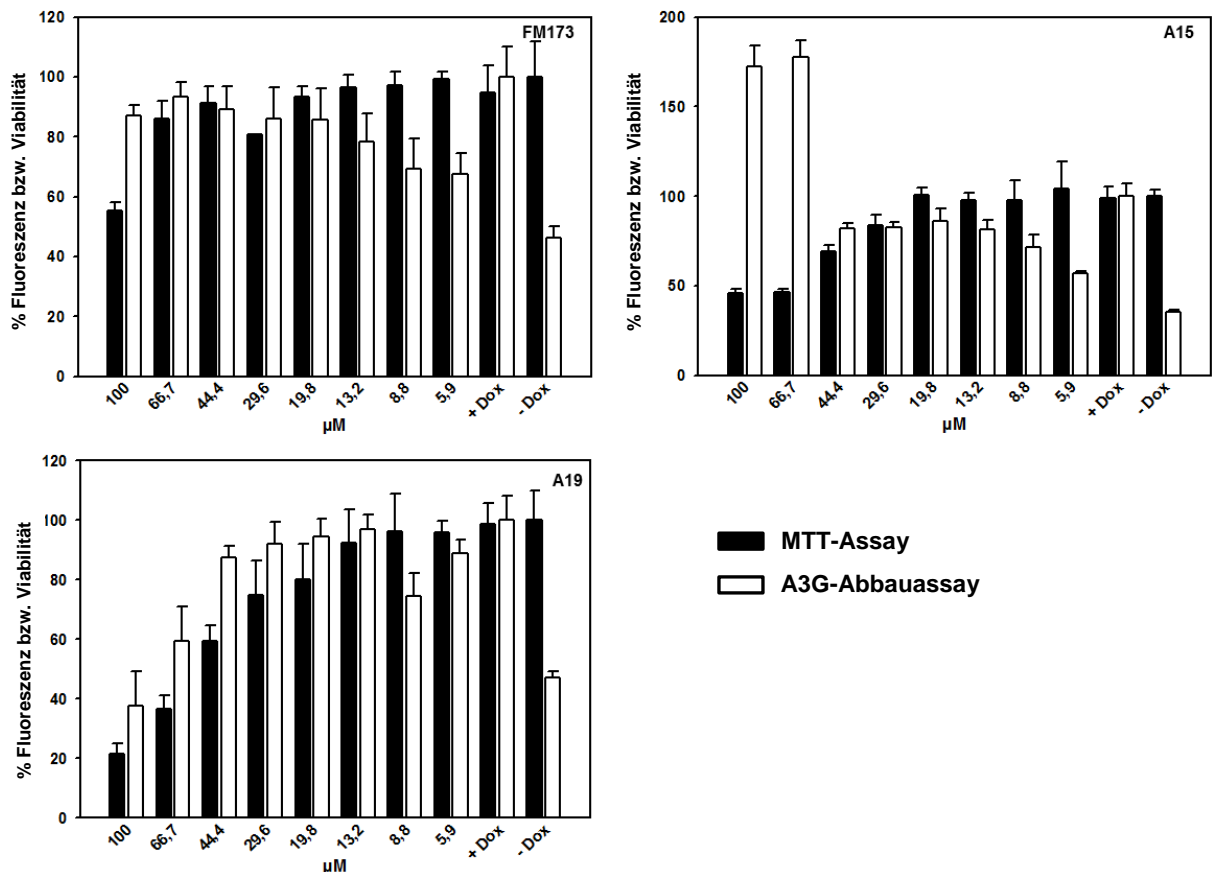 FM173
% Fluoreszenz bzw. Viabilität
120
100
80
60
40
20
0
100 66,7 44,4 29,6 19,8 13,2 8,8 5,9 + Dox - Dox
µM
A15
% Fluoreszenz bzw. Viabilität
200
150
100
50
0
100 66,7 44,4 29,6 19,8 13,2 8,8 5,9 + Dox - Dox
µM
A19
% Fluoreszenz bzw. Viabilität
120
100
80
60
40
20
0
100 66,7 44,4 29,6 19,8 13,2 8,8 5,9 + Dox - Dox
µM
MTT-Assay
A3G-Abbauassay